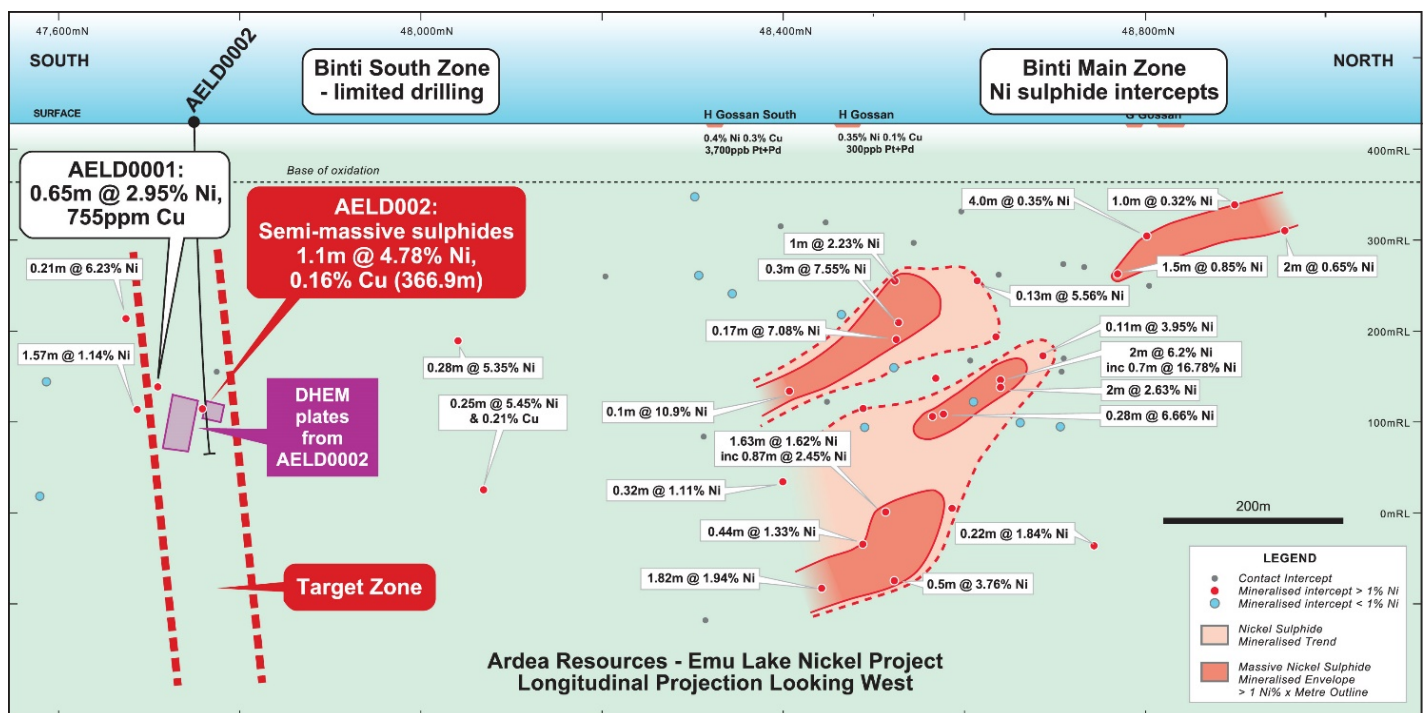 47,600mN
48,000mN
48,400mN
48,800mN
SOUTH
AELD0002
Binti South Zone
- limited drilling
Binti Main Zone
Ni sulphide intercepts
NORTH
SURFACE
H Gossan South
H Gossan
G Gossan
0.4% Ni 0.3% Cu
3,700ppb Pt+Pd
0.35% Ni 0.1% Cu
300ppb Pt+Pd
400mRL
Base of oxidation
AELD0001:
0.65m @ 2.95% Ni,
755ppm Cu
AELD002:
Semi-massive sulphides
1.1m @ 4.78% Ni,
0.16% Cu (366.9m)
4.0m @ 0.35% Ni
1.0m @ 0.32% Ni
1m @ 2.23% Ni
300mRL
0.21m @ 6.23% Ni
0.3m @ 7.55% Ni
1.5m @ 0.85% Ni
2m @ 0.65% Ni
0.13m @ 5.56% Ni
0.17m @ 7.08% Ni
0.11m @ 3.95% Ni
200mRL
1.57m @ 1.14% Ni
0.28m @ 5.35% Ni
2m @ 6.2% Ni
inc 0.7m @ 16.78% Ni
2m @ 2.63% Ni
DHEM
plates
from
AELD0002
0.25m @ 5.45% Ni
& 0.21% Cu
0.1m @ 10.9% Ni
0.28m @ 6.66% Ni
100mRL
1.63m @ 1.62% Ni
inc 0.87m @ 2.45% Ni
0.32m @ 1.11% Ni
200m
0mRL
0.44m @ 1.33% Ni
0.22m @ 1.84% Ni
1.82m @ 1.94% Ni
0.5m @ 3.76% Ni
Target Zone
LEGEND
Contact Intercept
Mineralised intercept > 1% Ni
Mineralised intercept < 1% Ni
Nickel Sulphide
Mineralised Trend
Massive Nickel Sulphide
Mineralised Envelope
> 1 Ni% x Metre Outline
Ardea Resources - Emu Lake Nickel Project
Longitudinal Projection Looking West